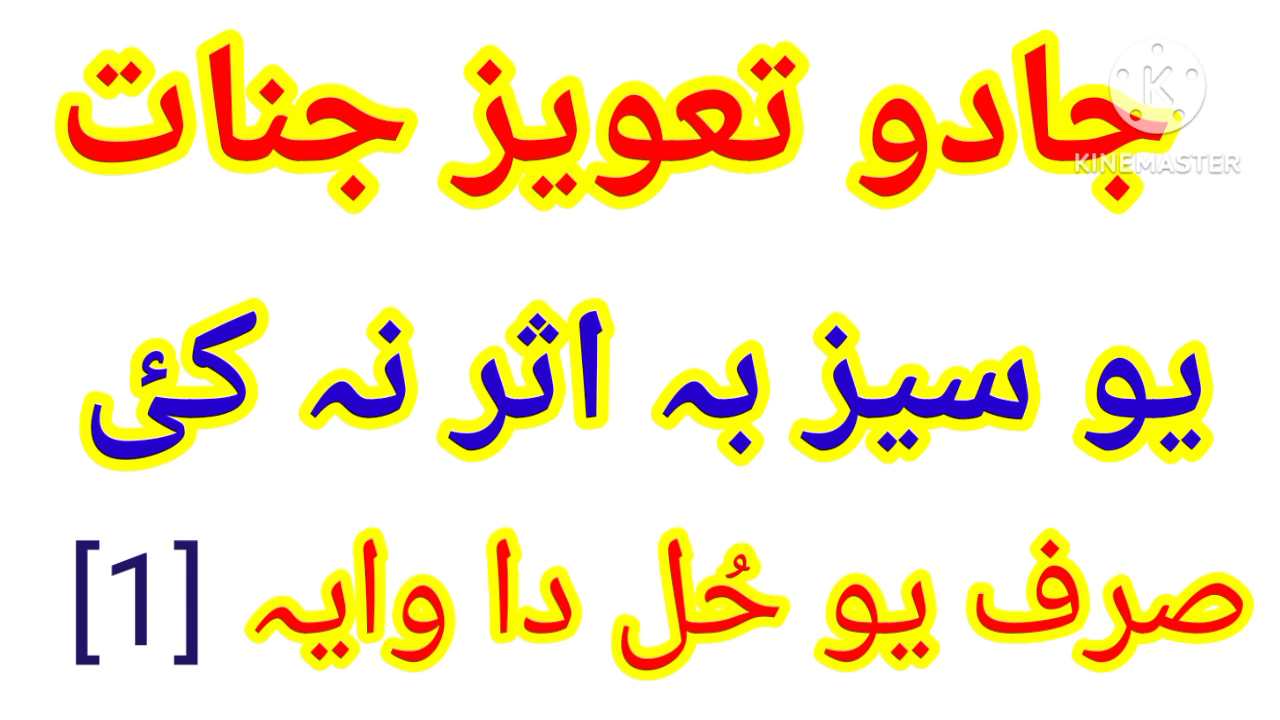 جادو تعویز جنات
یو سیز بہ اثر نہ کئ
صرف یو حُل دا وایہ [1]
K
KINEMASTER